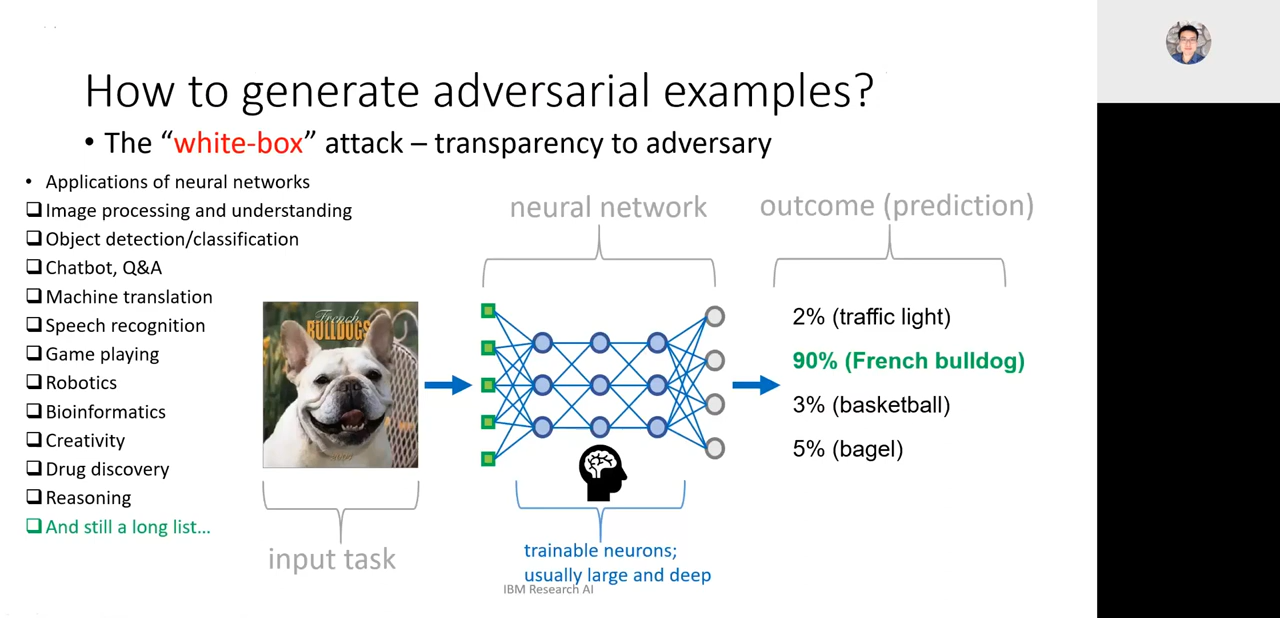 How to generate adversarial examples?
• The “white-box” attack – transparency to adversary
• Applications of neural networks
❑ Image processing and understanding
❑ Object detection/classification
❑ Chatbot, Q&A
❑ Machine translation
❑ Speech recognition
❑ Game playing
❑ Robotics
❑ Bioinformatics
❑ Creativity
❑ Drug discovery
❑ Reasoning
❑ And still a long list...
French
BULLDOGS
input task
neural network
trainable neurons;
usually large and deep
IBM Research AI
outcome (prediction)
2% (traffic light)
90% (French bulldog)
3% (basketball)
5% (bagel)